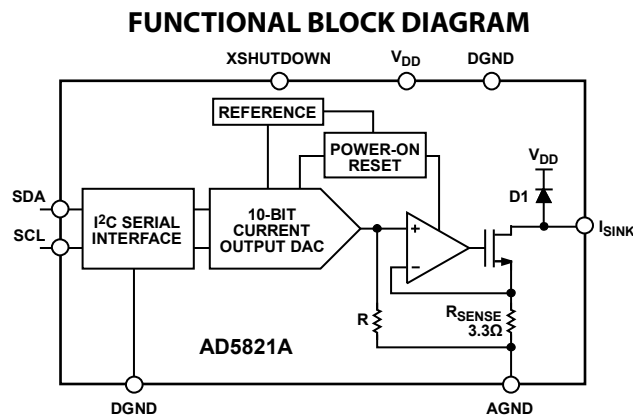 FUNCTIONAL BLOCK DIAGRAM
XSHUTDOWN
VDD
DGND
REFERENCE
POWER-ON
RESET
VDD
D1
SDA
SCL
I2C SERIAL
INTERFACE
10-BIT
CURRENT
OUTPUT DAC
+
–
ISINK
R
RSENSE
3.3Ω
AD5821A
DGND
AGND